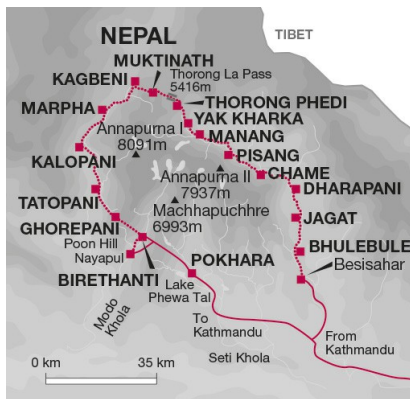 NEPAL
TIBET
MUKTINATH
Thorong La Pass
5416m
KAGBENI
THORONG PHEDI
MARPHA
YAK KHARKA
Annapurna I
8091m
MANANG
PISANG
KALOPANI
Annapurna II
7937m
CHAME
DHARAPANI
TATOPANI
Machhapuchhre
6993m
JAGAT
GHOREPANI
Poon Hill
Nayapul
BHULEBULE
Besisahar
POKHARA
BIRETHANTI
Lake
Phewa Tal
Modo
Khola
To
Kathmandu
From
Kathmandu
Seti Khola
0 km
35 km